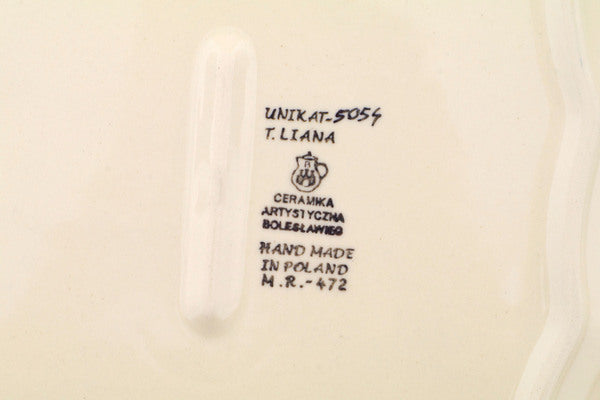 UNIKAT-5054
T. LIANA
CERAMIKA
ARTYSTYCZNA
BOLESŁAWIEC
HAND MADE
IN POLAND
M.R.-472